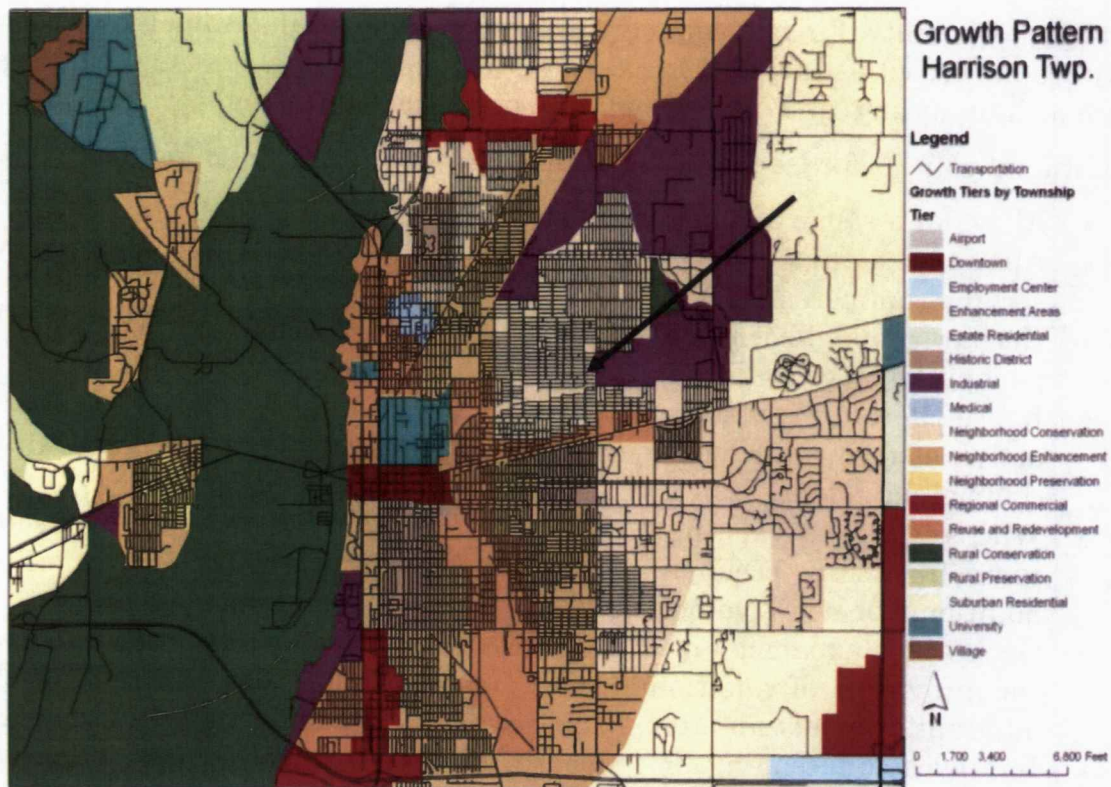 Growth Pattern
Harrison Twp.
Legend
Transportation
Growth Tiers by Township
Tier
Airport
Downtown
Employment Center
Enhancement Areas
Estate Residential
Historic District
Industrial
Medical
Neighborhood Conservation
Neighborhood Enhancement
Neighborhood Preservation
Regional Commercial
Reuse and Redevelopment
Rural Conservation
Rural Preservation
Suburban Residential
University
Village
N
0 1,700 3,400 6,800 Feet